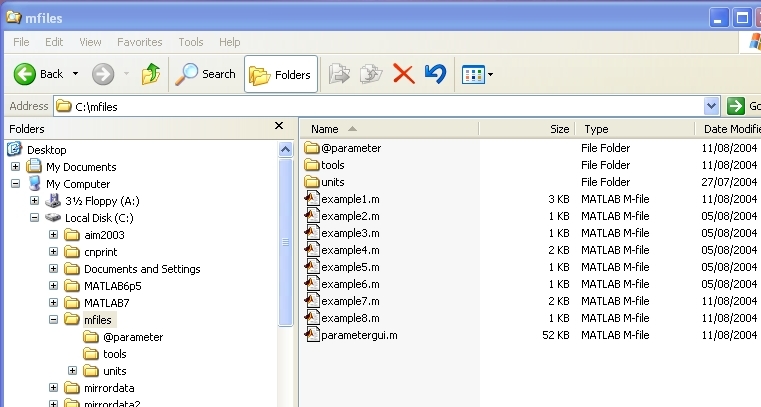 mfiles
File Edit View Favorites Tools Help
Back Search Folders
Address C:\mfiles
Folders
Desktop
My Documents
My Computer
3½ Floppy (A:)
Local Disk (C:)
aim2003
cnprint
Documents and Settings
MATLAB6p5
MATLAB7
mfiles
@parameter
tools
units
mirrordata
mirrordata2
Name Size Type Date Modifie
@parameter File Folder 11/08/2004
tools File Folder 11/08/2004
units File Folder 27/07/2004
example1.m 3 KB MATLAB M-file 11/08/2004
example2.m 1 KB MATLAB M-file 05/08/2004
example3.m 1 KB MATLAB M-file 05/08/2004
example4.m 2 KB MATLAB M-file 05/08/2004
example5.m 1 KB MATLAB M-file 05/08/2004
example6.m 1 KB MATLAB M-file 05/08/2004
example7.m 2 KB MATLAB M-file 11/08/2004
example8.m 1 KB MATLAB M-file 11/08/2004
parametergui.m 52 KB MATLAB M-file 11/08/2004